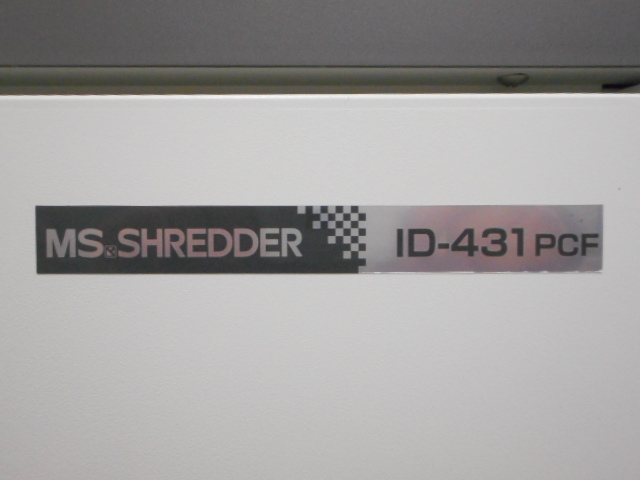 MS SHREDDER ID-431 PCF